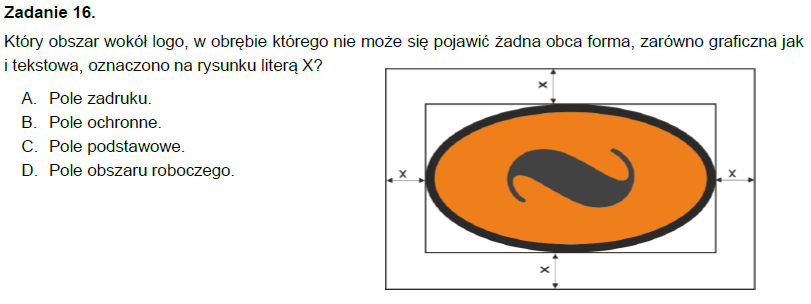 Zadanie 16.
Który obszar wokół logo, w obrębie którego nie może się pojawić żadna obca forma, zarówno graficzna jak
i tekstowa, oznaczono na rysunku literą X?
A. Pole zadruku.
B. Pole ochronne.
C. Pole podstawowe.
D. Pole obszaru roboczego.
X
X
X
X